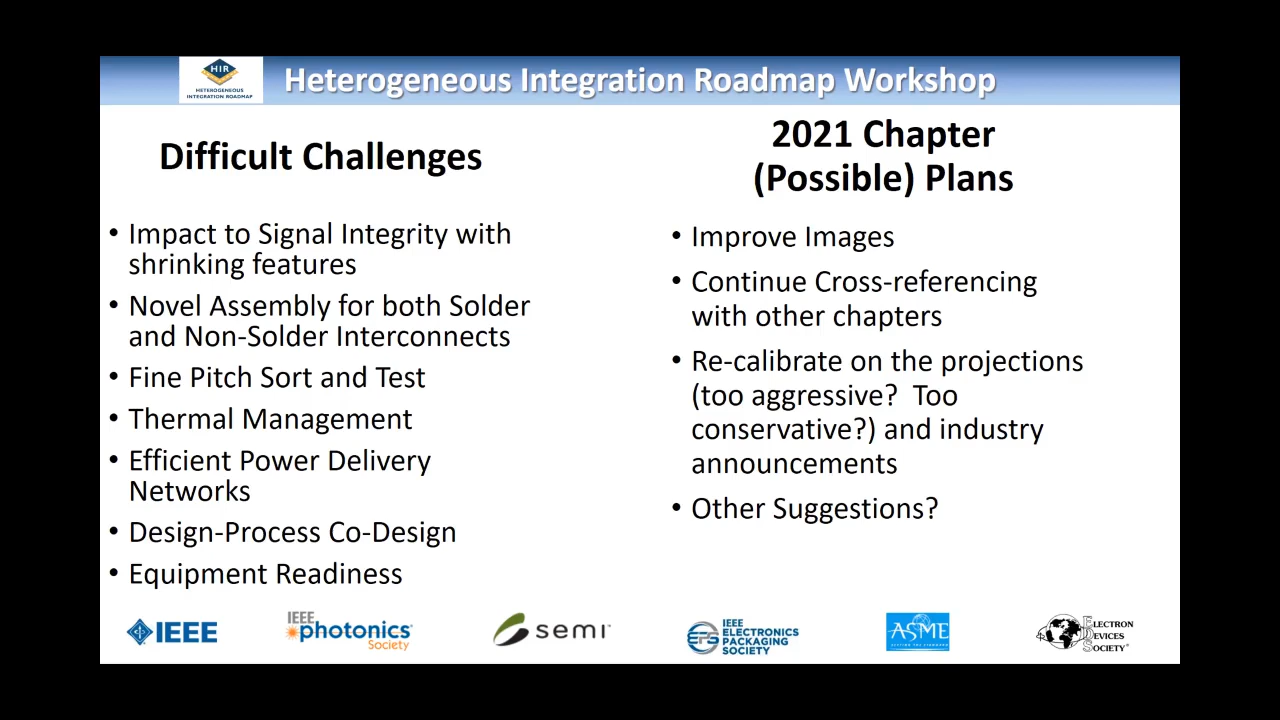 HIR
HETEROGENEOUS
INTEGRATION ROADMAP
Heterogeneous Integration Roadmap Workshop
Difficult Challenges
• Impact to Signal Integrity with
shrinking features
• Novel Assembly for both Solder
and Non-Solder Interconnects
• Fine Pitch Sort and Test
• Thermal Management
• Efficient Power Delivery
Networks
• Design-Process Co-Design
• Equipment Readiness
2021 Chapter
(Possible) Plans
• Improve Images
• Continue Cross-referencing
with other chapters
• Re-calibrate on the projections
(too aggressive?  Too
conservative?) and industry
announcements
• Other Suggestions?
IEEE
IEEE
photonics
Society
semi
EPS
IEEE
ELECTRONICS
PACKAGING
SOCIETY
ASME
SETTING THE STANDARD
ELECTRON
DEVICES
SOCIETY®